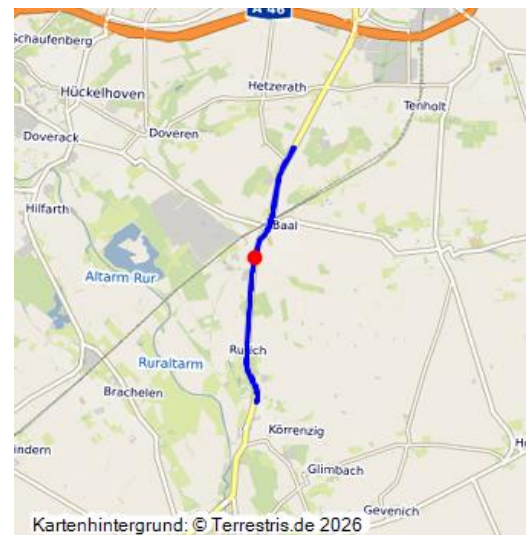 A 46
Schaufenberg
Hetzerath
Hückelhoven
Tenholt
Doveren
Doverack
Hilfarth
Baal
Altarm Rur
Rurich
Ruraltarm
Brachelen
Körrenzig
Glimbach
Gevenich
Kartenhintergrund: © Terrestris.de 2026